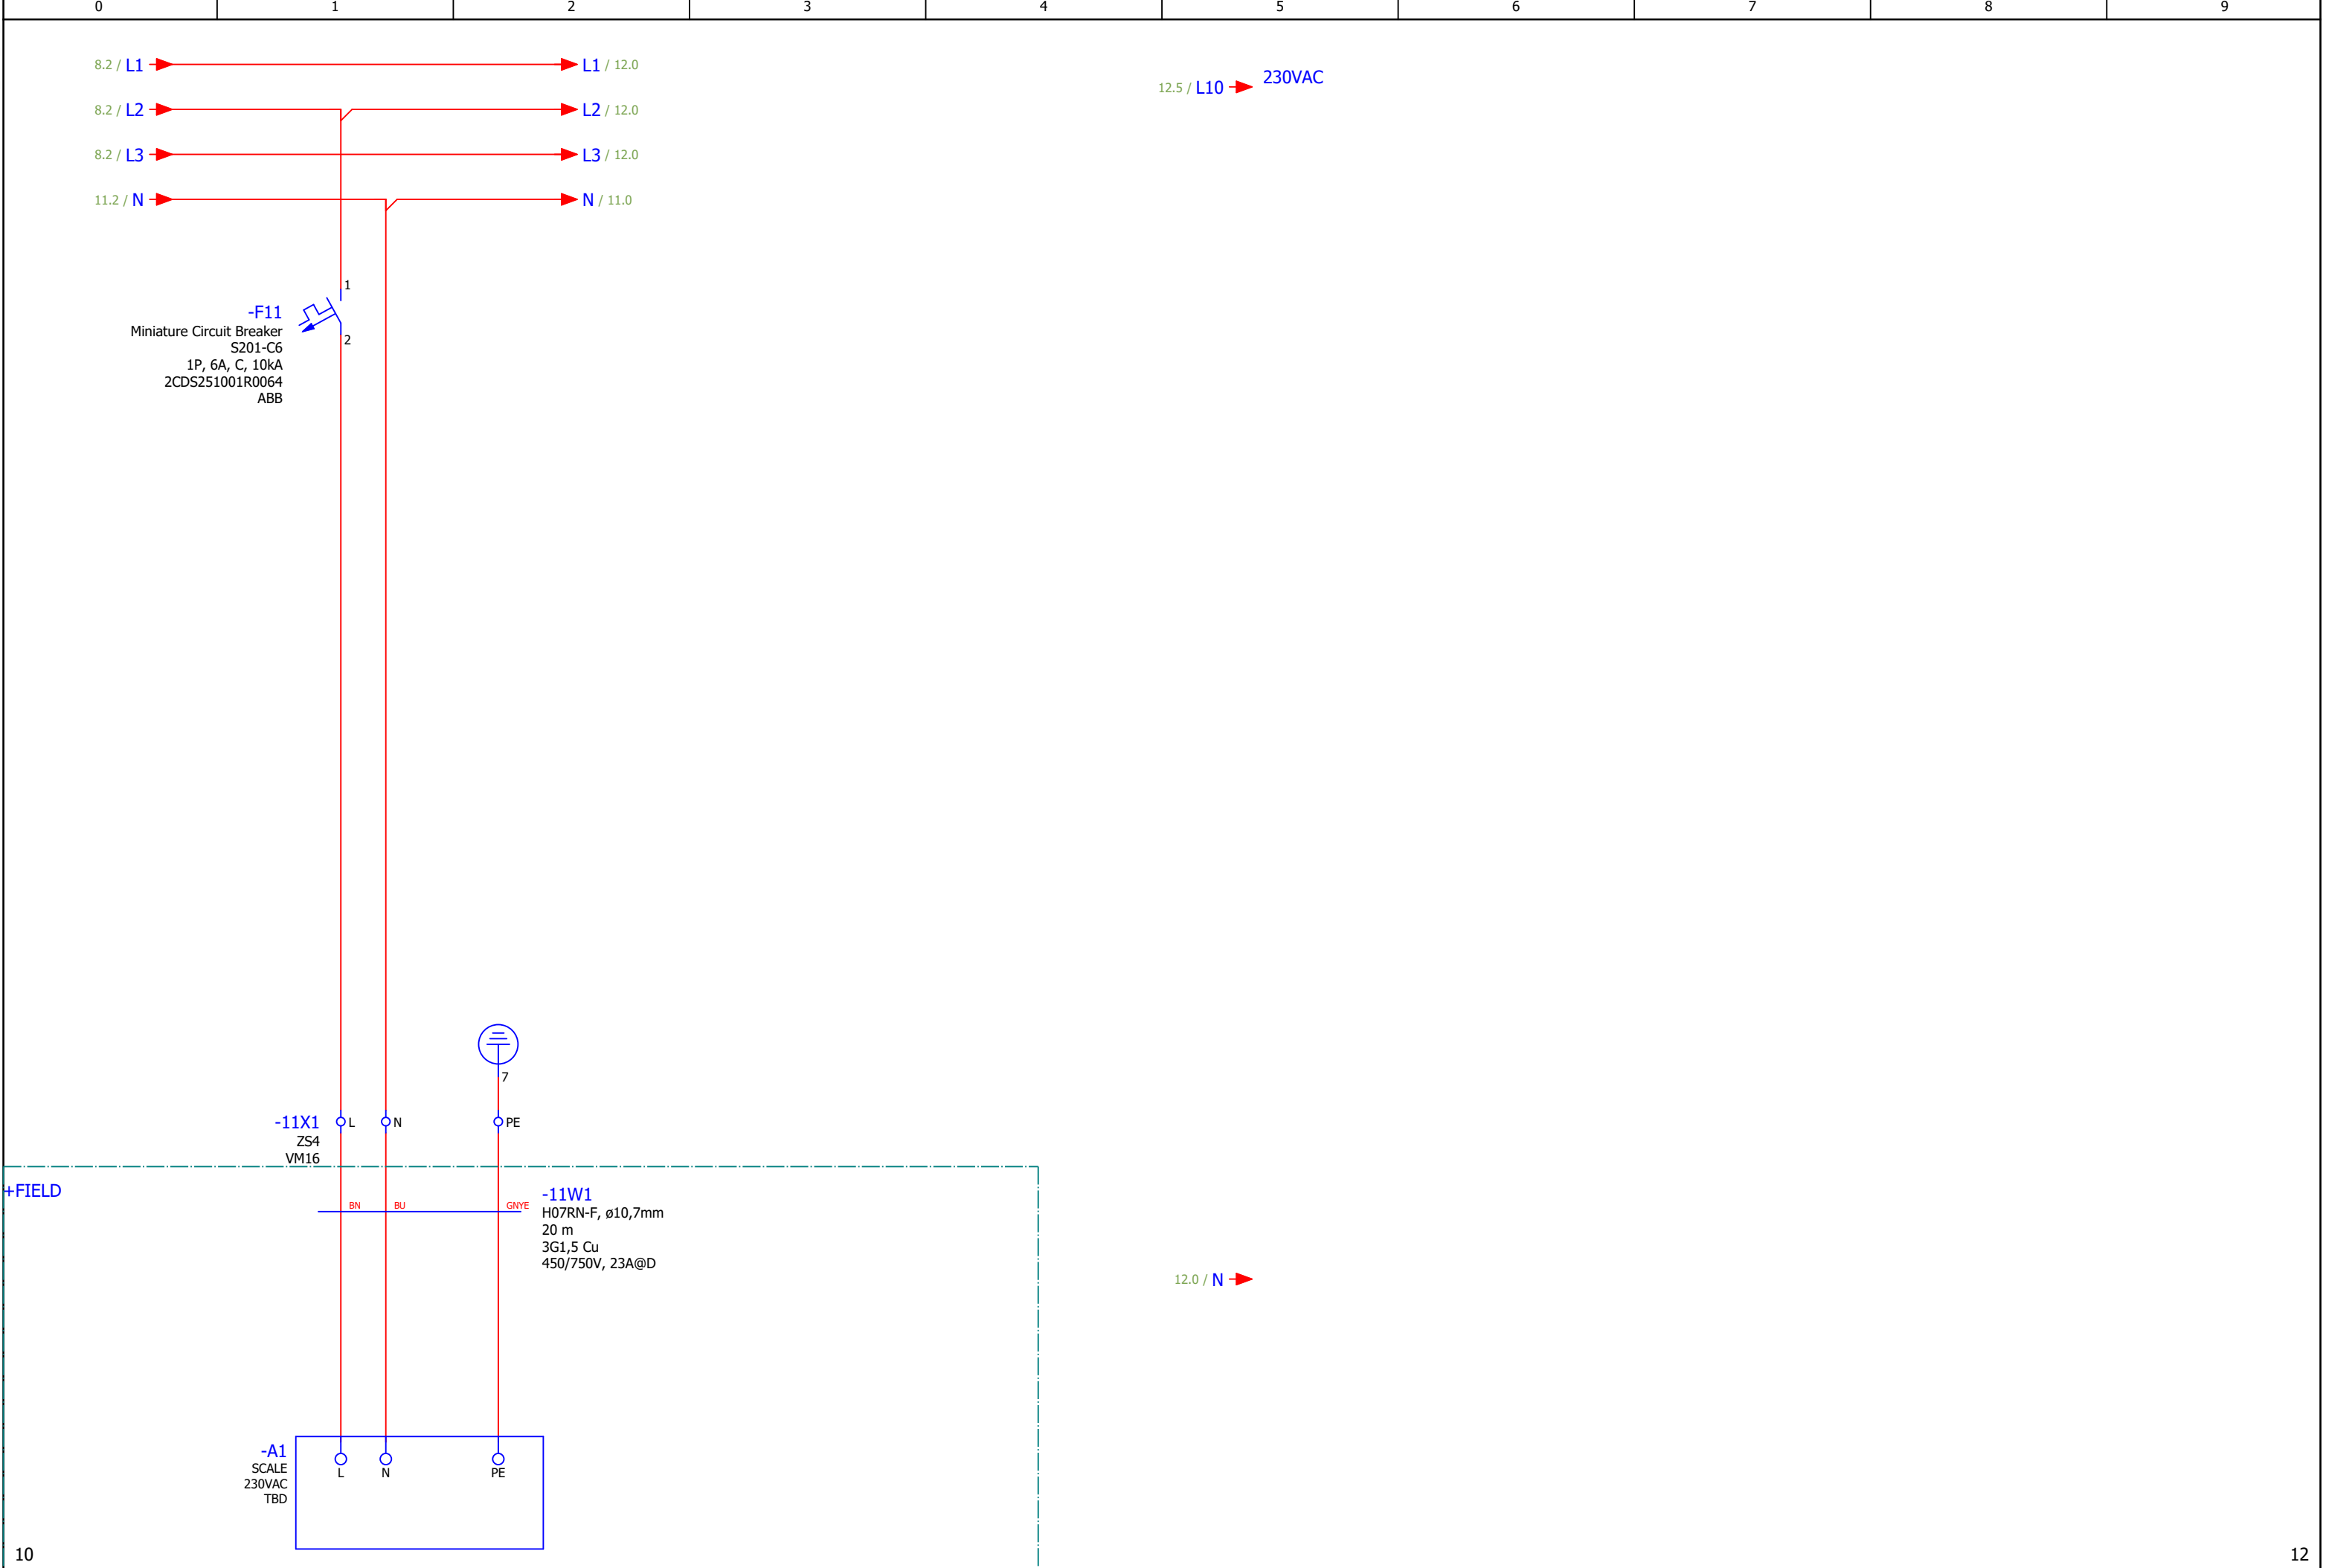 0 1 2 3 4 5 6 7 8 9
8.2 / L1 L1 / 12.0
12.5 / L10 230VAC
8.2 / L2 L2 / 12.0
8.2 / L3 L3 / 12.0
11.2 / N N / 11.0
1
-F11
Miniature Circuit Breaker
S201-C6
1P, 6A, C, 10kA
2CDS251001R0064
ABB
2
7
-11X1 L N PE
ZS4
VM16
+FIELD
BN BU GNYE
-11W1
H07RN-F, ø10,7mm
20 m
3G1,5 Cu
450/750V, 23A@D
12.0 / N
-A1
SCALE
230VAC
TBD
L N PE
10 12